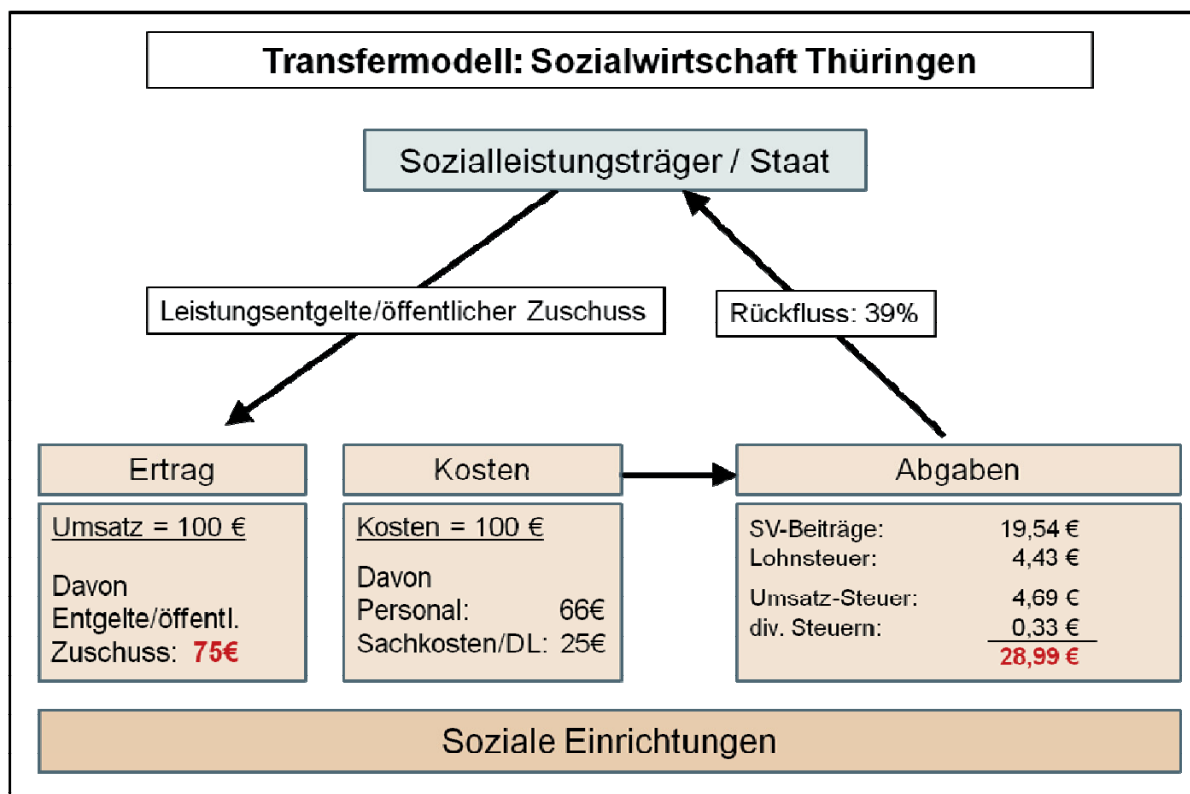 Transfermodell: Sozialwirtschaft Thüringen
Sozialleistungsträger / Staat
Leistungsentgelte/öffentlicher Zuschuss
Rückfluss: 39%
Ertrag
Umsatz = 100 €
Davon
Entgelte/öffentl.
Zuschuss: 75€
Kosten
Kosten = 100 €
Davon
Personal: 66€
Sachkosten/DL: 25€
Abgaben
SV-Beiträge: 19,54 €
Lohnsteuer: 4,43 €
Umsatz-Steuer: 4,69 €
div. Steuern: 0,33 €
28,99 €
Soziale Einrichtungen